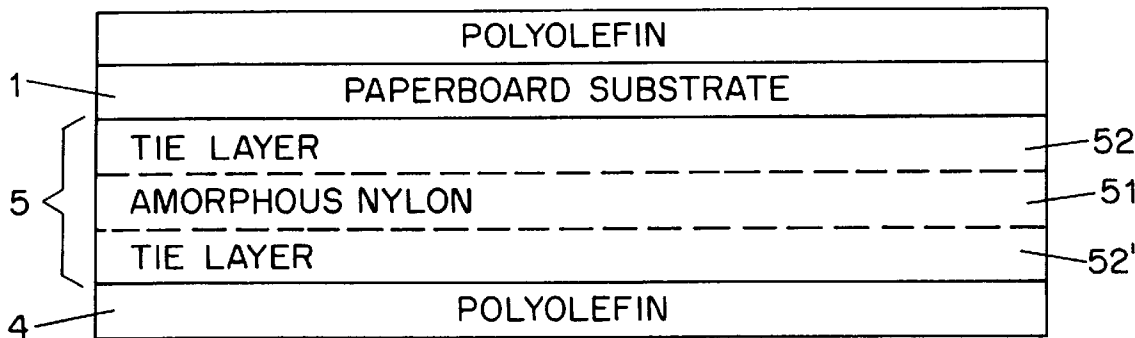 POLYOLEFIN
1 PAPERBOARD SUBSTRATE
TIE LAYER 52
5 AMORPHOUS NYLON 51
TIE LAYER 52'
4 POLYOLEFIN